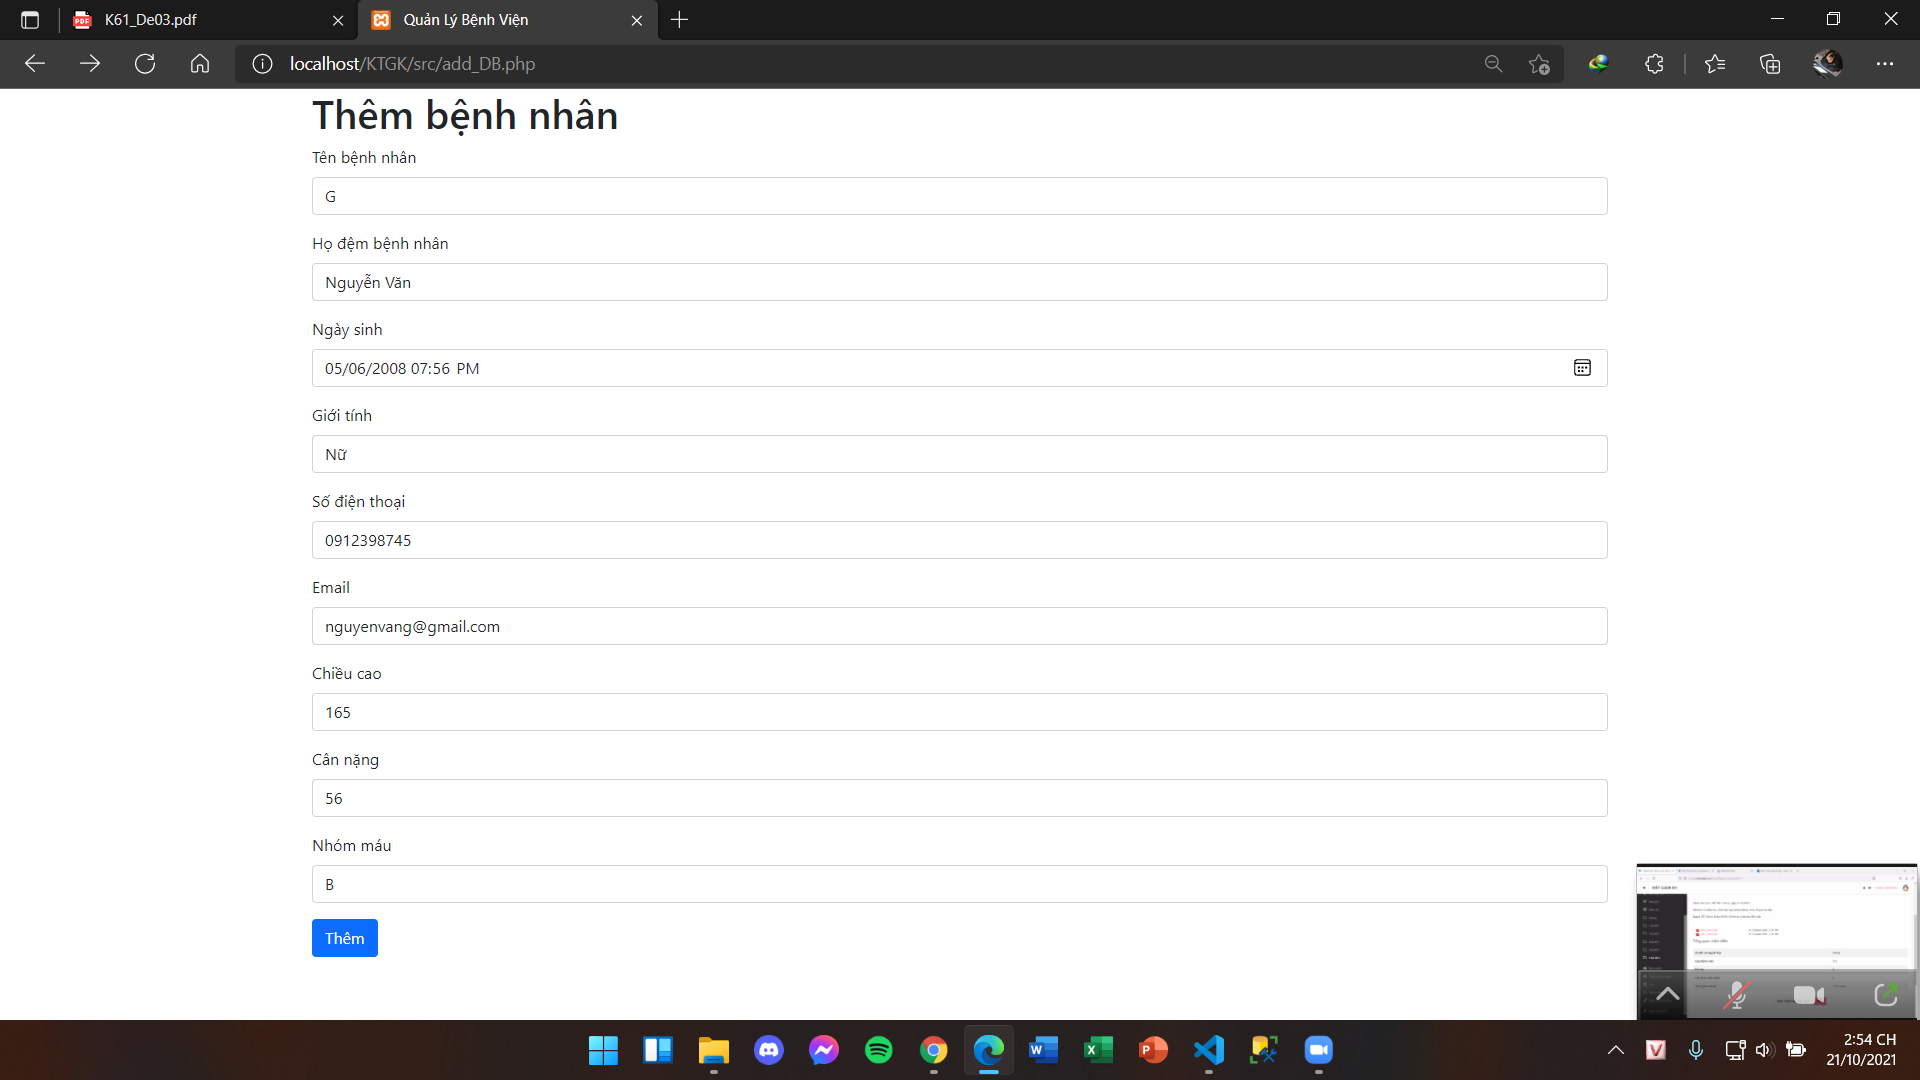 K61_De03.pdf
Quản Lý Bệnh Viện
localhost/KTGK/src/add_DB.php
Thêm bệnh nhân
Tên bệnh nhân
G
Họ đệm bệnh nhân
Nguyễn Văn
Ngày sinh
05/06/2008 07:56 PM
Giới tính
Nữ
Số điện thoại
0912398745
Email
nguyenvang@gmail.com
Chiều cao
165
Cân nặng
56
Nhóm máu
B
Thêm
2:54 CH
21/10/2021